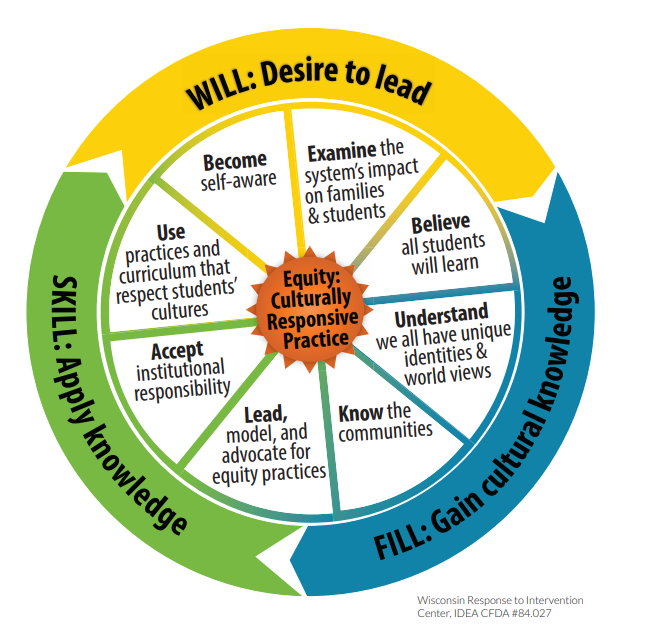 WILL: Desire to lead
Become
self-aware
Examine the
system's impact
on families
& students
Believe
all students
will learn
Understand
we all have unique
identities &
world views
Know the
communities
Lead,
model, and
advocate for
equity practices
Accept
institutional
responsibility
Use
practices and
curriculum that
respect students'
cultures
Equity:
Culturally
Responsive
Practice
FILL: Gain cultural knowledge
SKILL: Apply knowledge
Wisconsin Response to Intervention
Center, IDEA CFDA #84.027